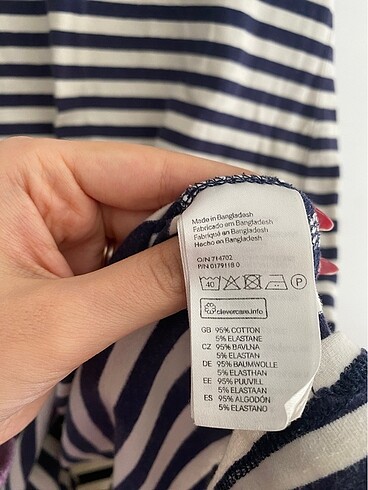 Made in Bangladesh
Fabricado em Bangladesh
Fabriqué en Bangladesh
Hecho en Bangladesh
O/N 714702
P/N 0179118 0
40
P
clevercare.info
GB 95% COTTON
5% ELASTANE
CZ 95% BAVLNA
5% ELASTAN
DE 95% BAUMWOLLE
5% ELASTHAN
EE 95% PUUVILL
5% ELASTAAN
ES 95% ALGODÓN
5% ELASTANO